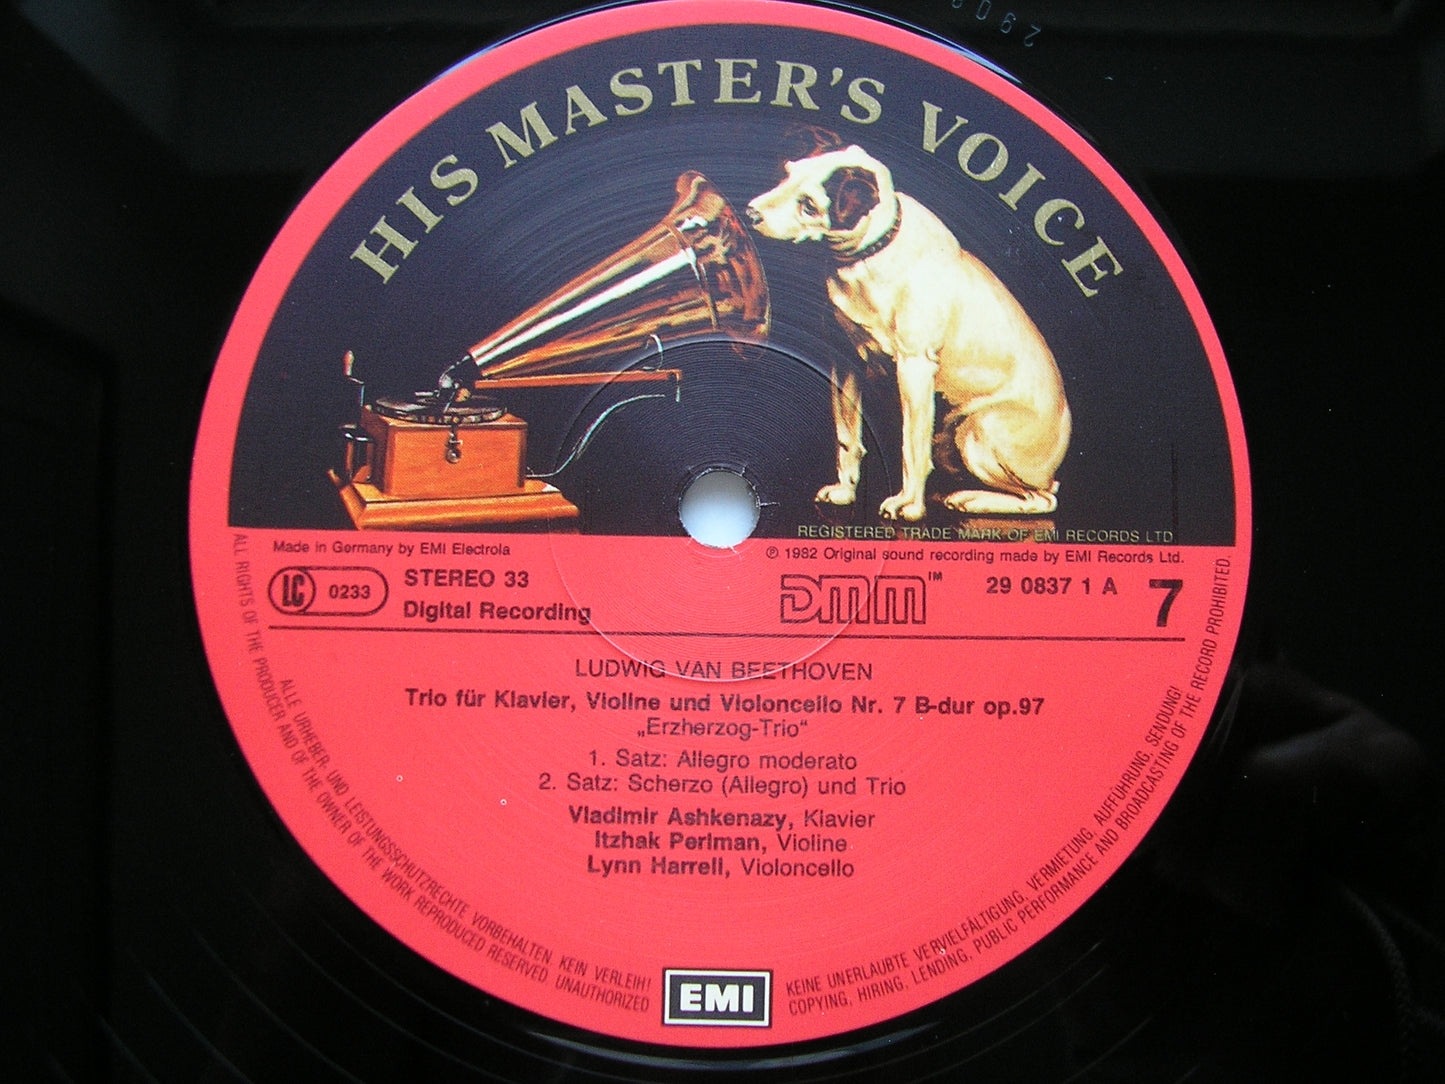 HIS MASTER'S VOICE
REGISTERED TRADE MARK OF EMI RECORDS LTD
Made in Germany by EMI Electrola
℗ 1982 Original sound recording made by EMI Records Ltd.
LC 0233
STEREO 33
Digital Recording
DMM™
29 0837 1 A
7
LUDWIG VAN BEETHOVEN
Trio für Klavier, Violine und Violoncello Nr. 7 B-dur op.97
„Erzherzog-Trio“
1. Satz: Allegro moderato
2. Satz: Scherzo (Allegro) und Trio
Vladimir Ashkenazy, Klavier
Itzhak Perlman, Violine
Lynn Harrell, Violoncello
ALLE URHEBER- UND LEISTUNGSSCHUTZRECHTE VORBEHALTEN. KEIN VERLEIH! KEINE UNERLAUBTE VERVIELFÄLTIGUNG, VERMIETUNG, AUFFÜHRUNG, SENDUNG!
ALL RIGHTS OF THE PRODUCER AND OF THE OWNER OF THE WORK REPRODUCED RESERVED. UNAUTHORIZED COPYING, HIRING, LENDING, PUBLIC PERFORMANCE AND BROADCASTING OF THE RECORD PROHIBITED.
EMI